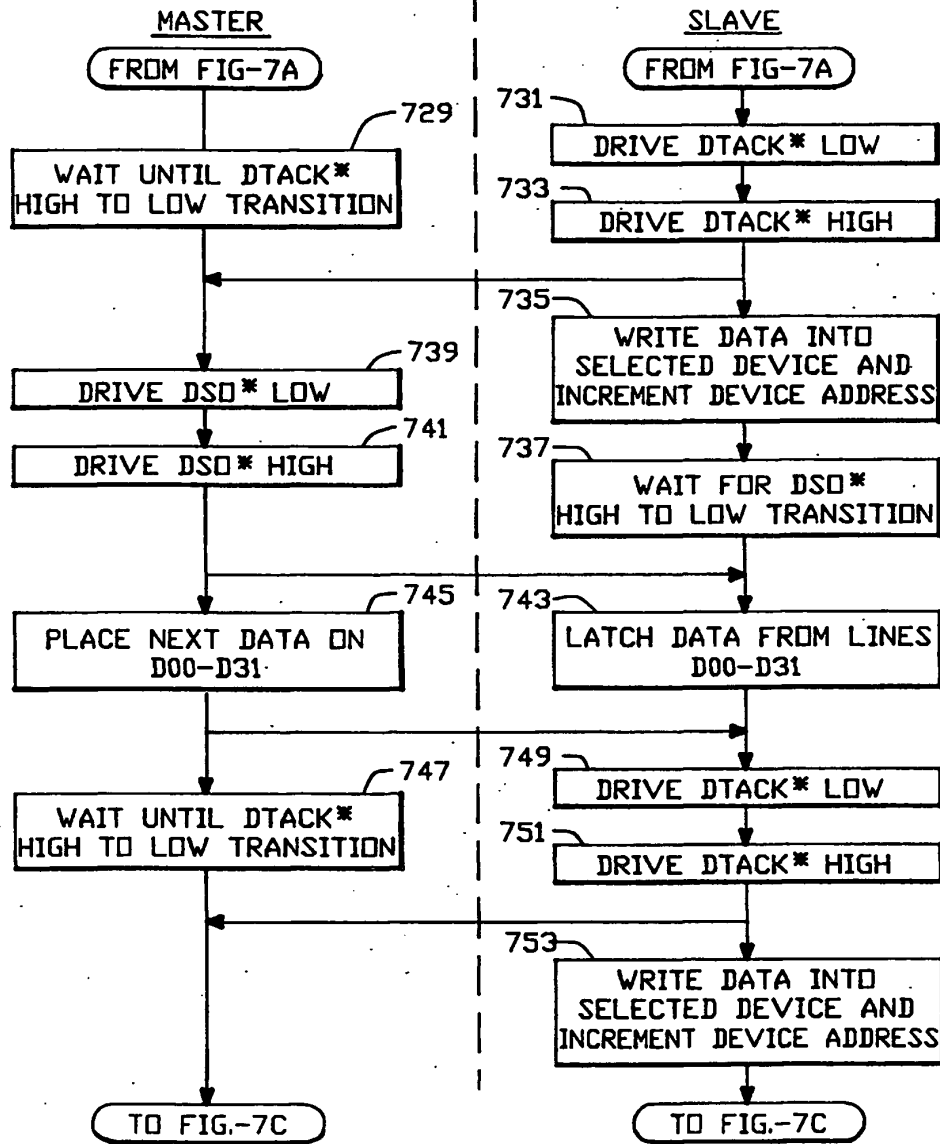 MASTER
SLAVE
FROM FIG-7A
FROM FIG-7A
729
WAIT UNTIL DTACK*
HIGH TO LOW TRANSITION
731
DRIVE DTACK* LOW
733
DRIVE DTACK* HIGH
735
WRITE DATA INTO
SELECTED DEVICE AND
INCREMENT DEVICE ADDRESS
739
DRIVE DSO* LOW
741
DRIVE DSO* HIGH
737
WAIT FOR DSO*
HIGH TO LOW TRANSITION
745
PLACE NEXT DATA ON
D00-D31
743
LATCH DATA FROM LINES
D00-D31
747
WAIT UNTIL DTACK*
HIGH TO LOW TRANSITION
749
DRIVE DTACK* LOW
751
DRIVE DTACK* HIGH
753
WRITE DATA INTO
SELECTED DEVICE AND
INCREMENT DEVICE ADDRESS
TO FIG.-7C
TO FIG.-7C